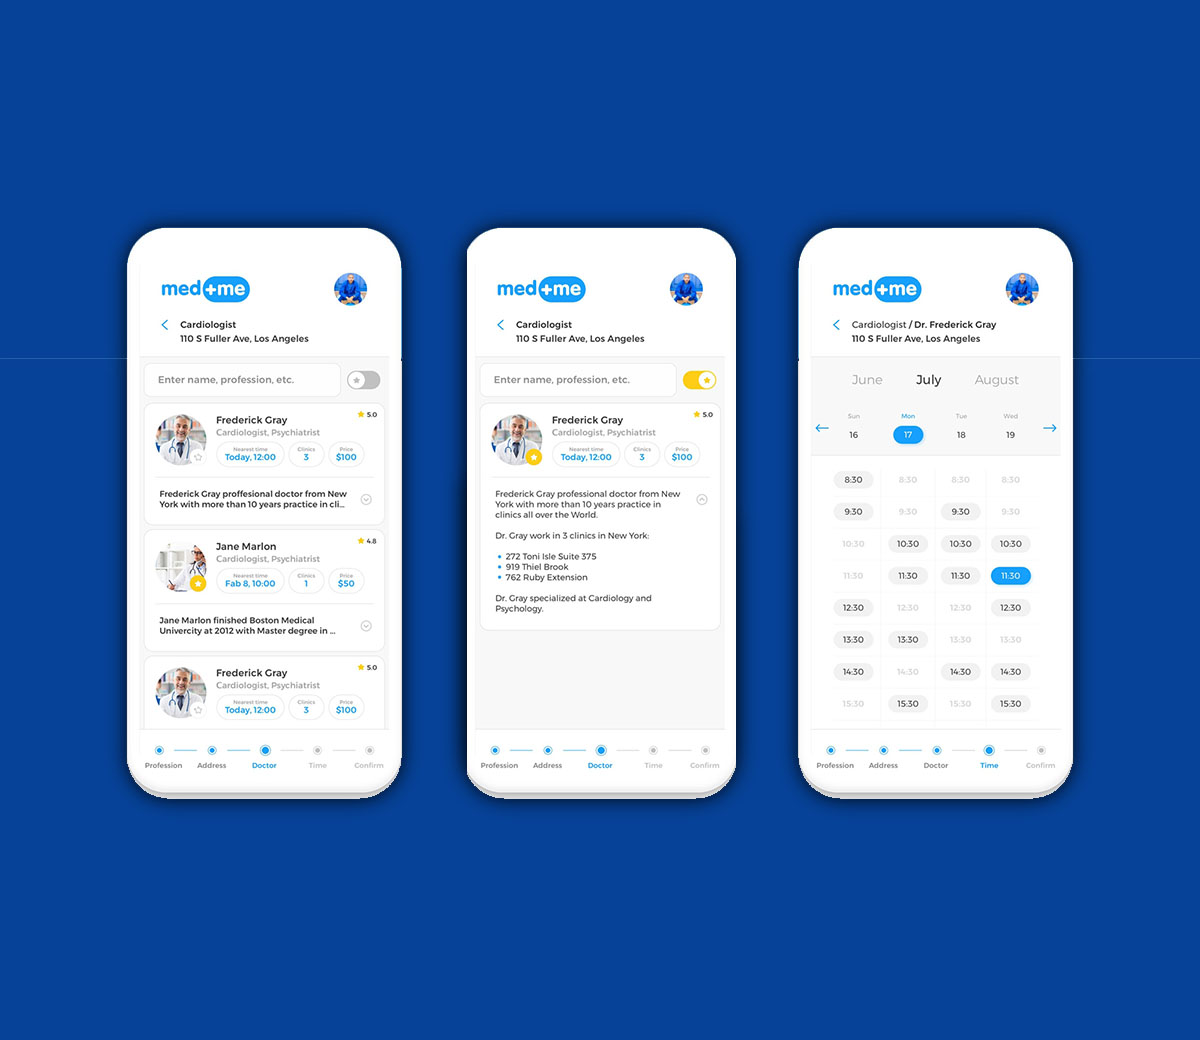 med+me
Cardiologist
110 S Fuller Ave, Los Angeles
Enter name, profession, etc.
Frederick Gray
5.0
Cardiologist, Psychiatrist
Nearest time
Clinics
Price
Today, 12:00
3
$100
Frederick Gray proffesional doctor from New
York with more than 10 years practice in cli...
Jane Marlon
4.8
Cardiologist, Psychiatrist
Nearest time
Clinics
Price
Fab 8, 10:00
1
$50
Jane Marlon finished Boston Medical
Univercity at 2012 with Master degree in ...
Frederick Gray
5.0
Cardiologist, Psychiatrist
Nearest time
Clinics
Price
Today, 12:00
3
$100
Profession Address Doctor Time Confirm
med+me
Cardiologist
110 S Fuller Ave, Los Angeles
Enter name, profession, etc.
Frederick Gray
5.0
Cardiologist, Psychiatrist
Nearest time
Clinics
Price
Today, 12:00
3
$100
Frederick Gray professional doctor from New
York with more than 10 years practice in
clinics all over the World.
Dr. Gray work in 3 clinics in New York:
272 Toni Isle Suite 375
919 Thiel Brook
762 Ruby Extension
Dr. Gray specialized at Cardiology and
Psychology.
Profession Address Doctor Time Confirm
med+me
Cardiologist / Dr. Frederick Gray
110 S Fuller Ave, Los Angeles
June July August
Sun Mon Tue Wed
16 17 18 19
8:30 8:30 8:30 8:30
9:30 9:30 9:30 9:30
10:30 10:30 10:30 10:30
11:30 11:30 11:30 11:30
12:30 12:30 12:30 12:30
13:30 13:30 13:30 13:30
14:30 14:30 14:30 14:30
15:30 15:30 15:30 15:30
Profession Address Doctor Time Confirm